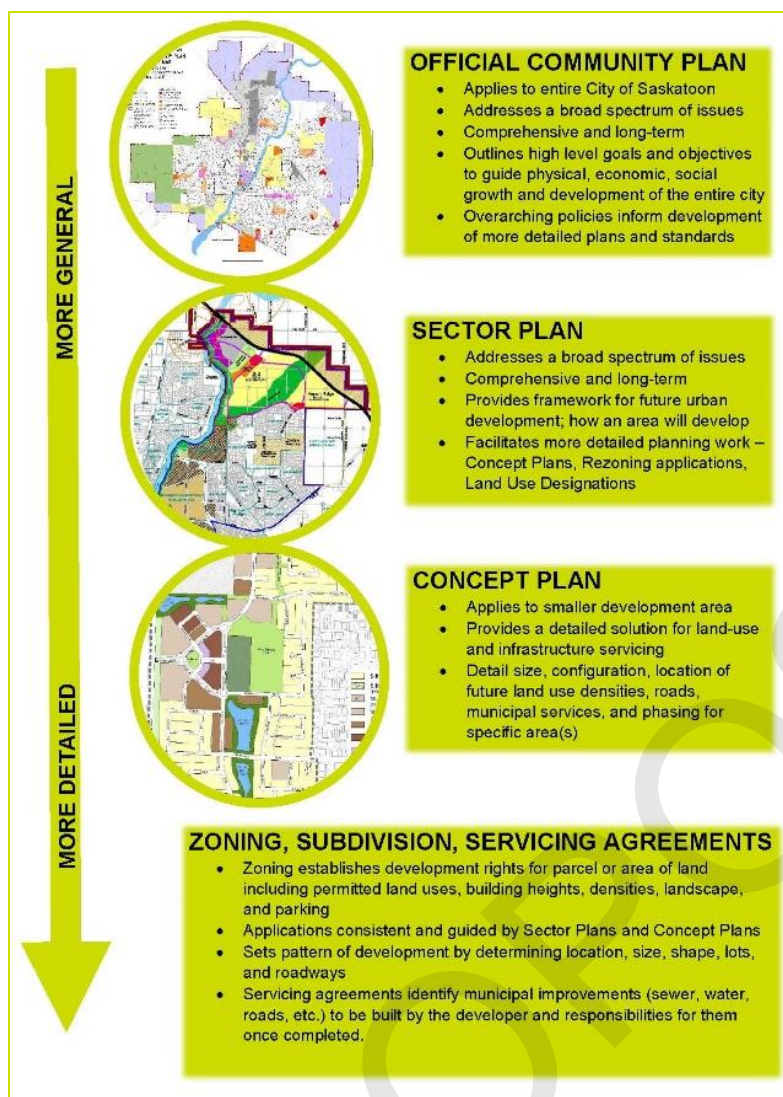 OFFICIAL COMMUNITY PLAN
• Applies to entire City of Saskatoon
• Addresses a broad spectrum of issues
• Comprehensive and long-term
• Outlines high level goals and objectives
to guide physical, economic, social
growth and development of the entire city
• Overarching policies inform development
of more detailed plans and standards
MORE GENERAL
SECTOR PLAN
• Addresses a broad spectrum of issues
• Comprehensive and long-term
• Provides framework for future urban
development; how an area will develop
• Facilitates more detailed planning work –
Concept Plans, Rezoning applications,
Land Use Designations
CONCEPT PLAN
• Applies to smaller development area
• Provides a detailed solution for land-use
and infrastructure servicing
• Detail size, configuration, location of
future land use densities, roads,
municipal services, and phasing for
specific area(s)
MORE DETAILED
ZONING, SUBDIVISION, SERVICING AGREEMENTS
• Zoning establishes development rights for parcel or area of land
including permitted land uses, building heights, densities, landscape,
and parking
• Applications consistent and guided by Sector Plans and Concept Plans
• Sets pattern of development by determining location, size, shape, lots,
and roadways
• Servicing agreements identify municipal improvements (sewer, water,
roads, etc.) to be built by the developer and responsibilities for them
once completed.